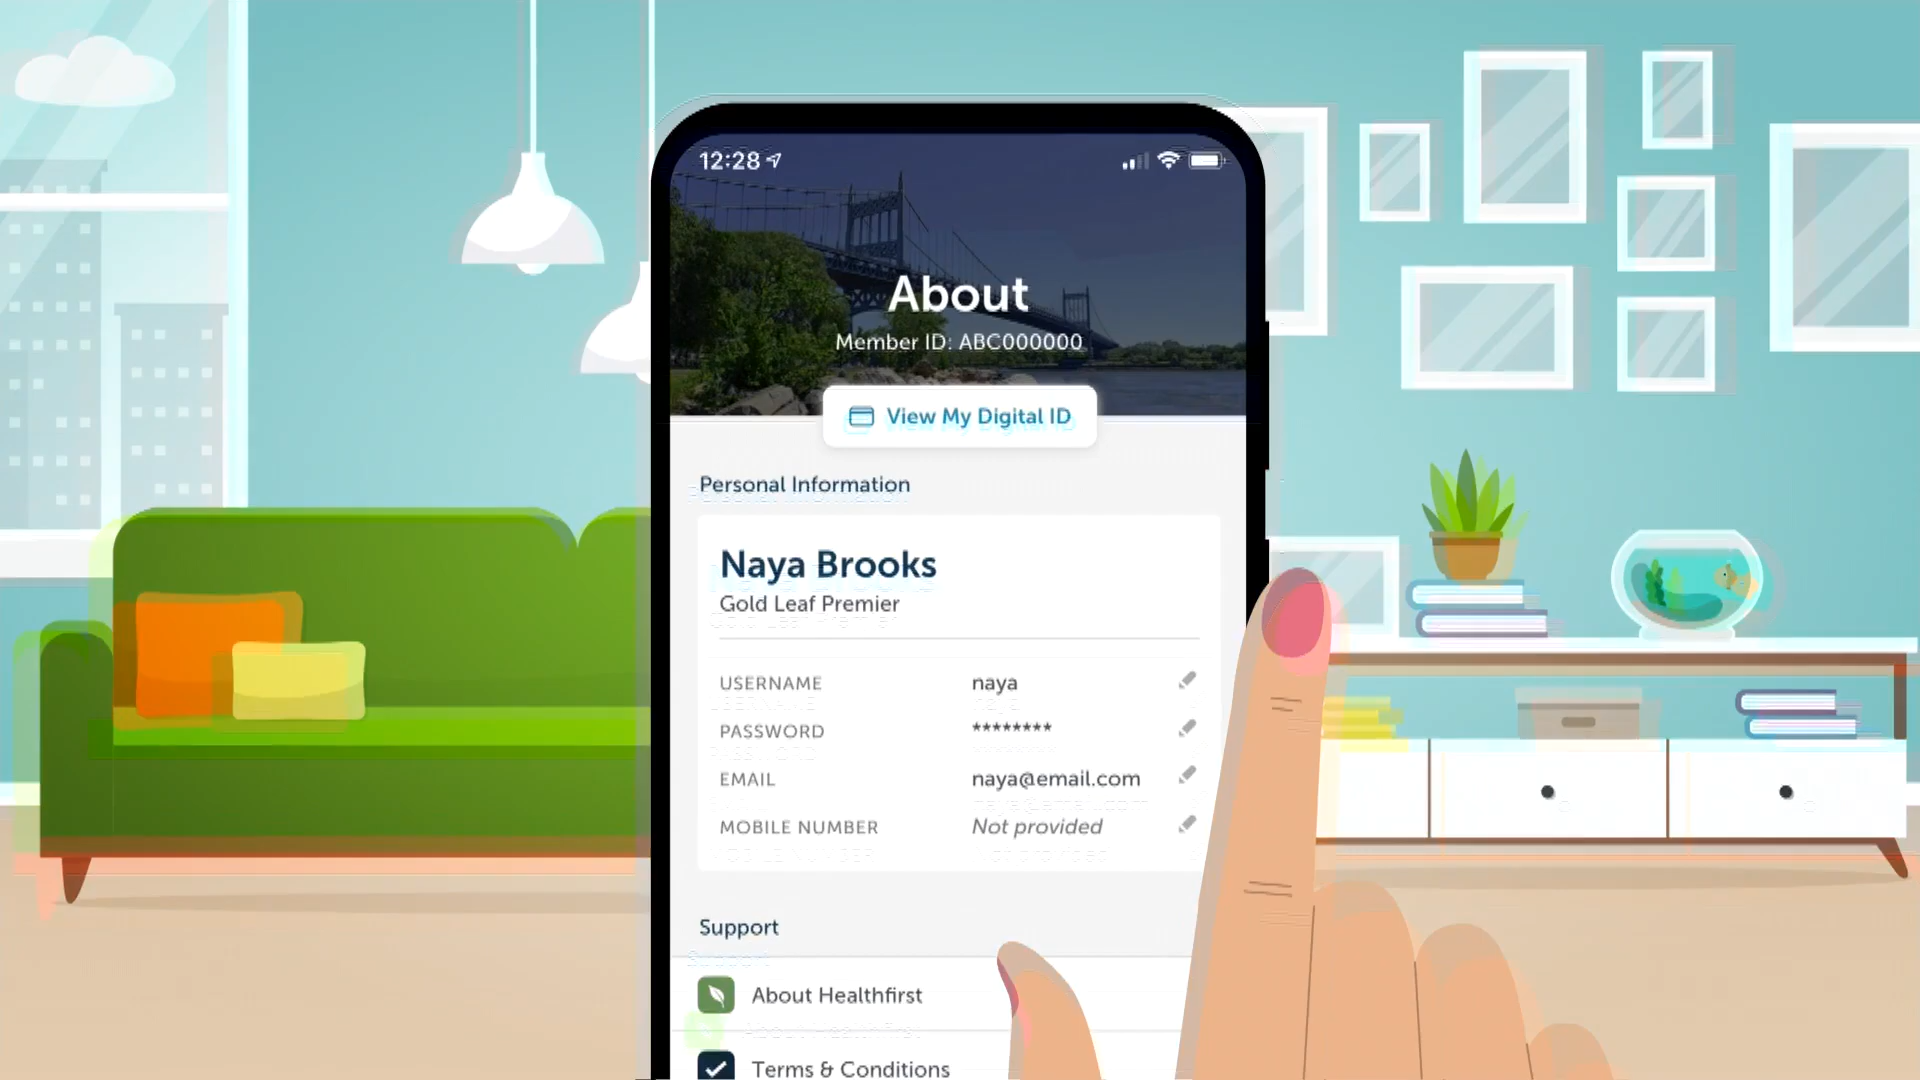 12:28
About
Member ID: ABC000000
View My Digital ID
Personal Information
Naya Brooks
Gold Leaf Premier
USERNAME naya
PASSWORD ********
EMAIL naya@email.com
MOBILE NUMBER Not provided
Support
About Healthfirst
Terms & Conditions